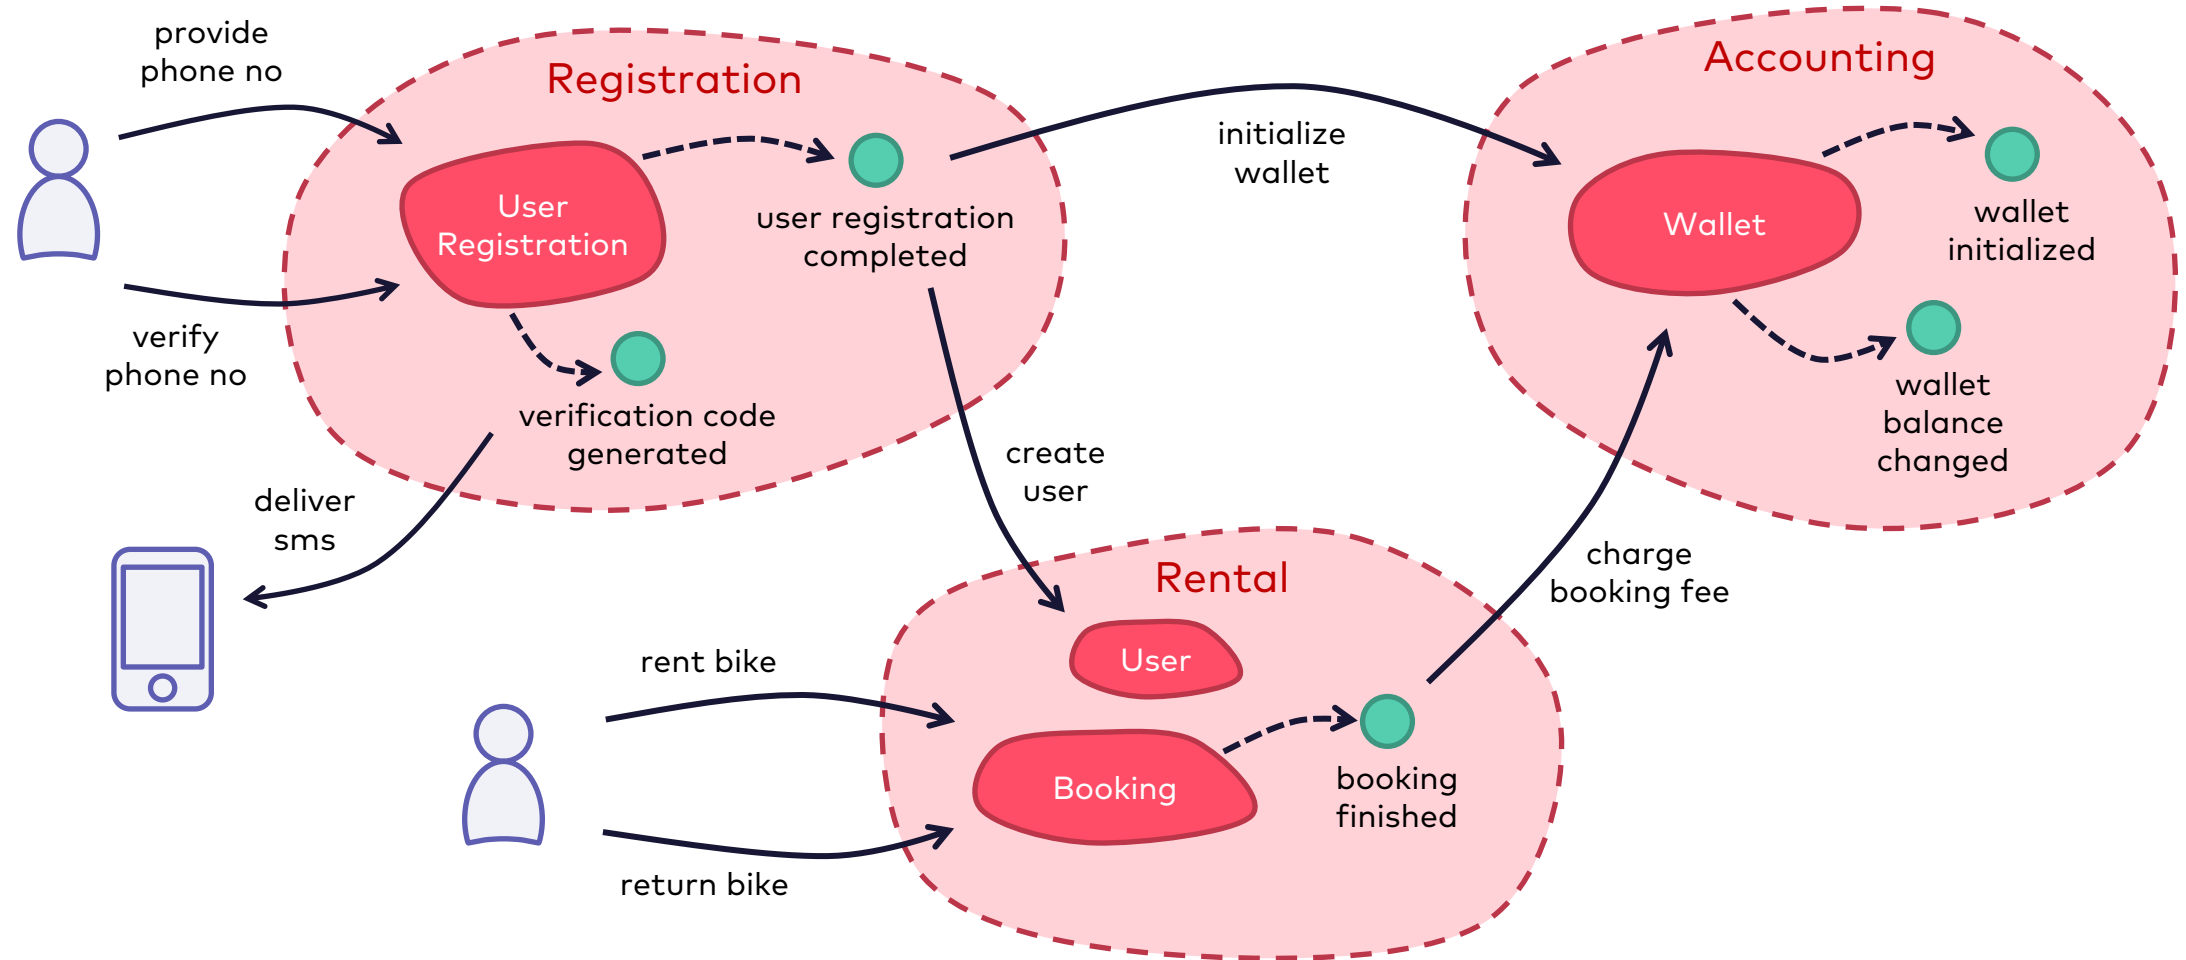 provide
phone no
verify
phone no
Registration
User
Registration
user registration
completed
verification code
generated
deliver
sms
initialize
wallet
create
user
Accounting
Wallet
wallet
initialized
wallet
balance
changed
charge
booking fee
Rental
User
Booking
booking
finished
rent bike
return bike